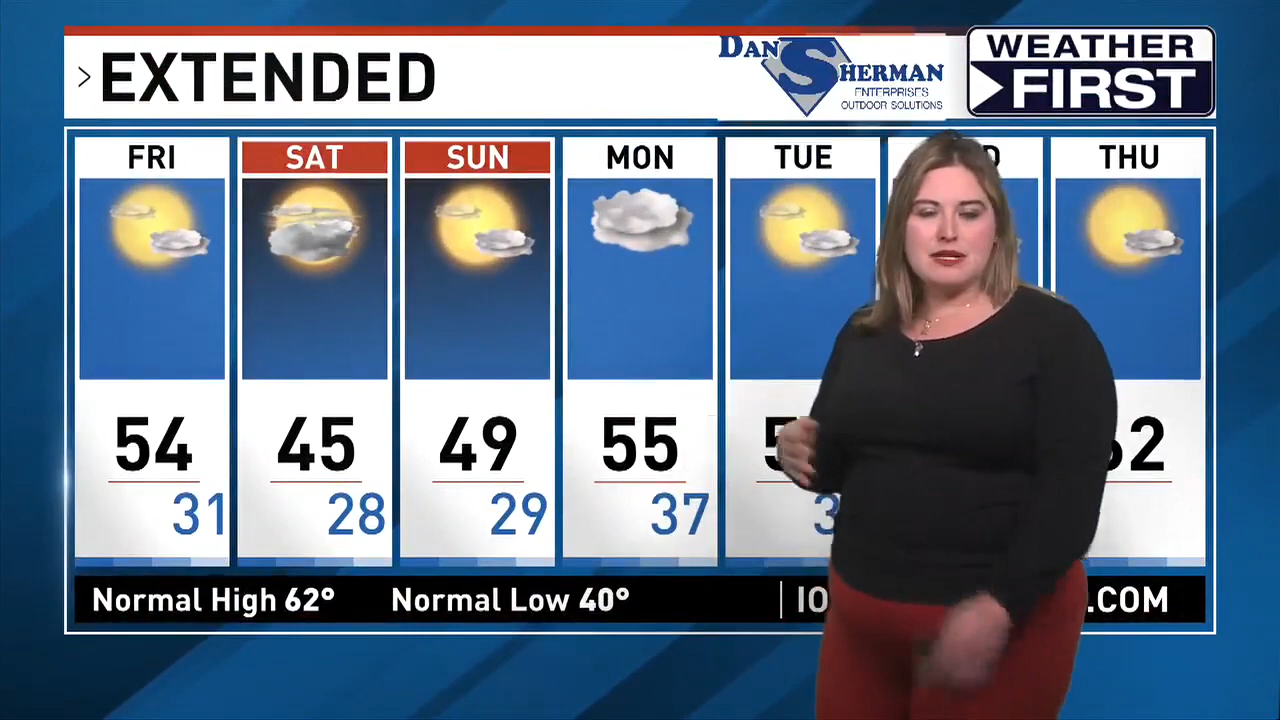 EXTENDED
DAN SHERMAN
ENTERPRISES
OUTDOOR SOLUTIONS
WEATHER
FIRST
FRI SAT SUN MON TUE THU
54 45 49 55
31 28 29 37
Normal High 62° Normal Low 40° .COM